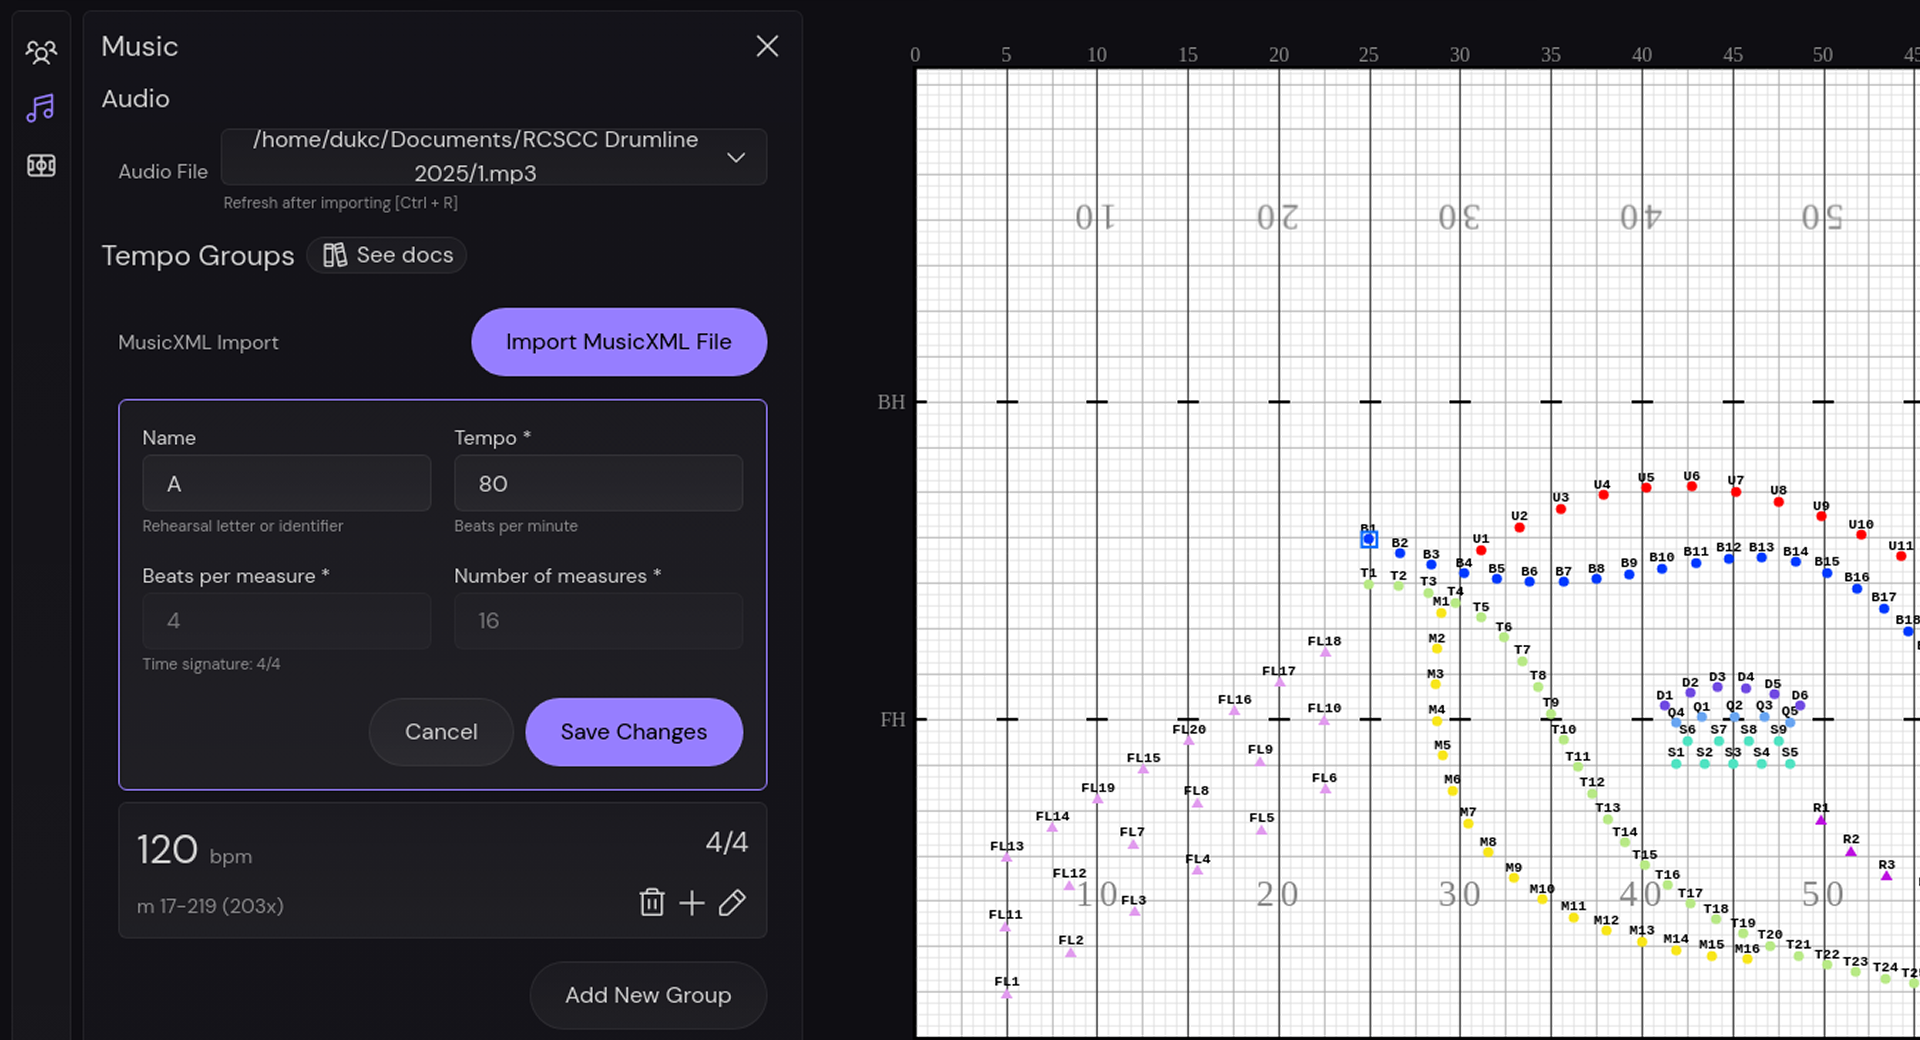 Music
Audio
Audio File
/home/dukc/Documents/RCSCC Drumline
2025/1.mp3
Refresh after importing [Ctrl + R]
Tempo Groups
See docs
MusicXML Import
Import MusicXML File
Name
Tempo *
A
80
Rehearsal letter or identifier
Beats per minute
Beats per measure *
Number of measures *
4
16
Time signature: 4/4
Cancel
Save Changes
120 bpm
4/4
m 17-219 (203x)
Add New Group
0 5 10 15 20 25 30 35 40 45 50 45
10 20 30 40 50
BH
U1 U2 U3 U4 U5 U6 U7 U8 U9 U10 U11
B1 B2 B3 B4 B5 B6 B7 B8 B9 B10 B11 B12 B13 B14 B15 B16 B17 B18
T1 T2 T3 T4 T5 T6 T7 T8 T9 T10 T11 T12 T13 T14 T15 T16 T17 T18 T19 T20 T21 T22 T23 T24
M1 M2 M3 M4 M5 M6 M7 M8 M9 M10 M11 M12 M13 M14 M15 M16
FH
D1 D2 D3 D4 D5 D6
Q4 Q1 Q2 Q3 Q5
S6 S7 S8 S9
S1 S2 S3 S4 S5
R1
R2
R3
FL18
FL17
FL16 FL10
FL20
FL15 FL9
FL19 FL8 FL6
FL14 FL7 FL5
FL13
FL12 FL4
FL11 FL3
FL2
FL1
10 20 30 40 50